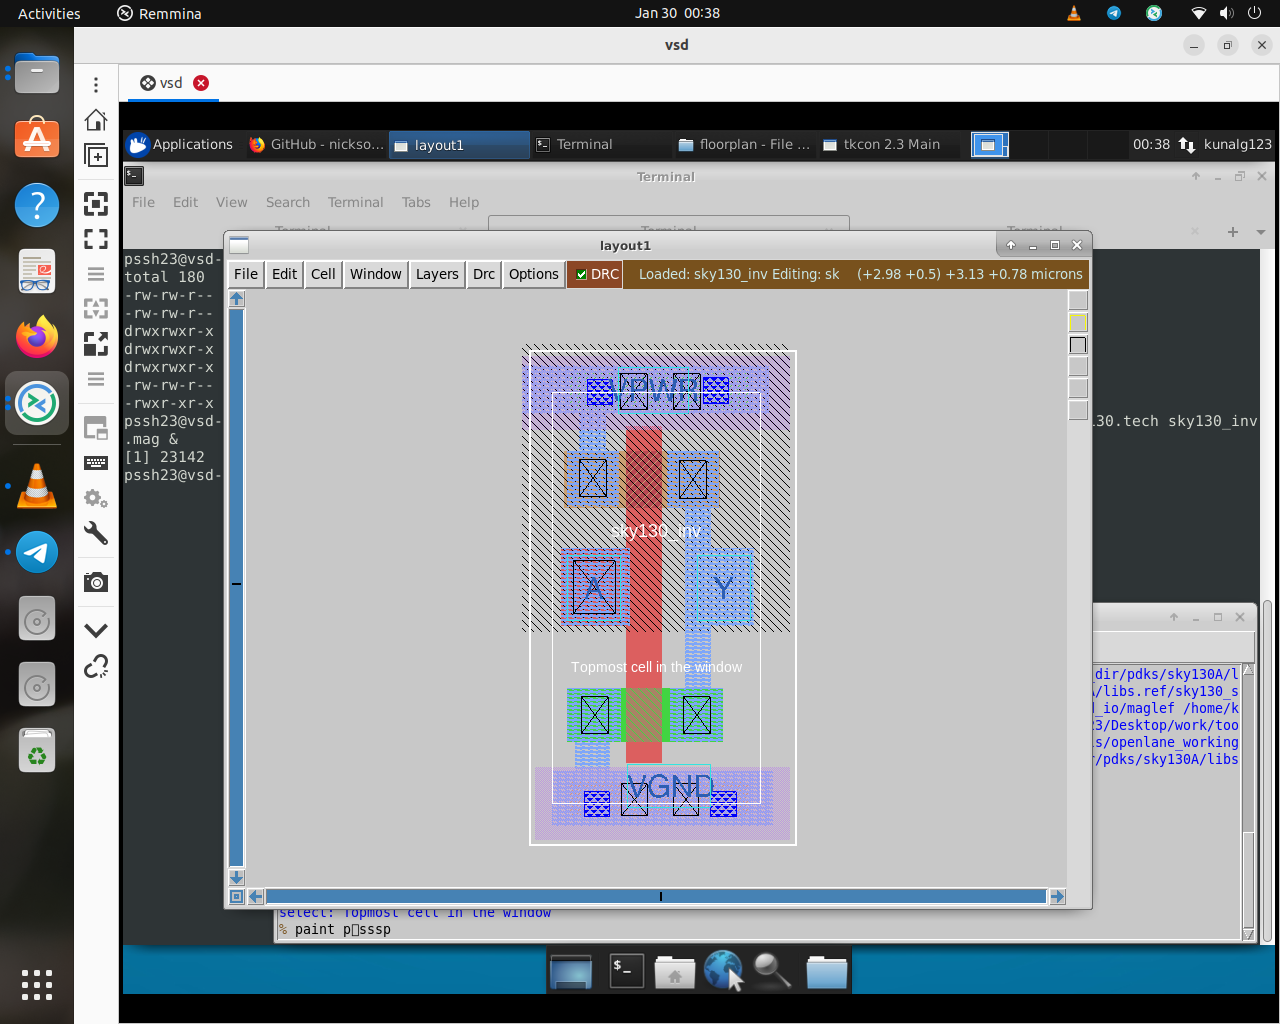 Activities
Remmina
Jan 30  00:38
vsd
vsd
Applications
GitHub - nickso...
layout1
Terminal
floorplan - File ...
tkcon 2.3 Main
00:38
kunalg123
Terminal
File Edit View Search Terminal Tabs Help
pssh23@vsd-
total 180
-rw-rw-r--
-rw-rw-r--
drwxrwxr-x
drwxrwxr-x
drwxrwxr-x
-rw-rw-r--
-rwxr-xr-x
pssh23@vsd-
.mag &
[1] 23142
pssh23@vsd-
130.tech sky130_inv
layout1
File Edit Cell Window Layers Drc Options DRC
Loaded: sky130_inv Editing: sk (+2.98 +0.5) +3.13 +0.78 microns
VPWR
sky130_inv
A
Y
Topmost cell in the window
VGND
_dir/pdks/sky130A/l
/libs.ref/sky130_s
d_io/maglef /home/k
23/Desktop/work/too
s/openlane_working
r/pdks/sky130A/libs
select: Topmost cell in the window
% paint p▯sssp